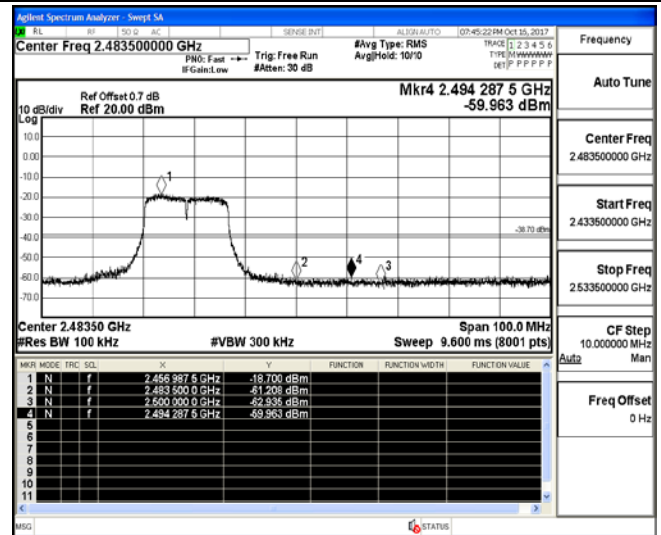 Agilent Spectrum Analyzer - Swept SA
RL RF 50 Ω AC SENSE:INT ALIGN AUTO 07:45:22 PM Oct 16, 2017
Center Freq 2.483500000 GHz #Avg Type: RMS TRACE 1 2 3 4 5 6 Frequency
PNO: Fast Trig: Free Run Avg|Hold: 10/10 TYPE M W W W W W
IFGain:Low #Atten: 30 dB DET P P P P P P
Auto Tune
Ref Offset 0.7 dB Mkr4 2.494 287 5 GHz
10 dB/div Ref 20.00 dBm -59.963 dBm
Log
10.0
0.00
-10.0
-20.0
-30.0
-40.0
-50.0
-60.0
-70.0
1
2
4
3
-38.70 dBm
Center Freq
2.483500000 GHz
Start Freq
2.433500000 GHz
Stop Freq
2.533500000 GHz
Center 2.48350 GHz Span 100.0 MHz
#Res BW 100 kHz #VBW 300 kHz Sweep 9.600 ms (8001 pts)
CF Step
10.000000 MHz
Auto Man
Freq Offset
0 Hz
MKR MODE TRC SCL X Y FUNCTION FUNCTION WIDTH FUNCTION VALUE
1 N f 2.456 987 5 GHz -18.700 dBm
2 N f 2.483 500 0 GHz -61.208 dBm
3 N f 2.500 000 0 GHz -62.935 dBm
4 N f 2.494 287 5 GHz -59.963 dBm
5
6
7
8
9
10
11
MSG STATUS